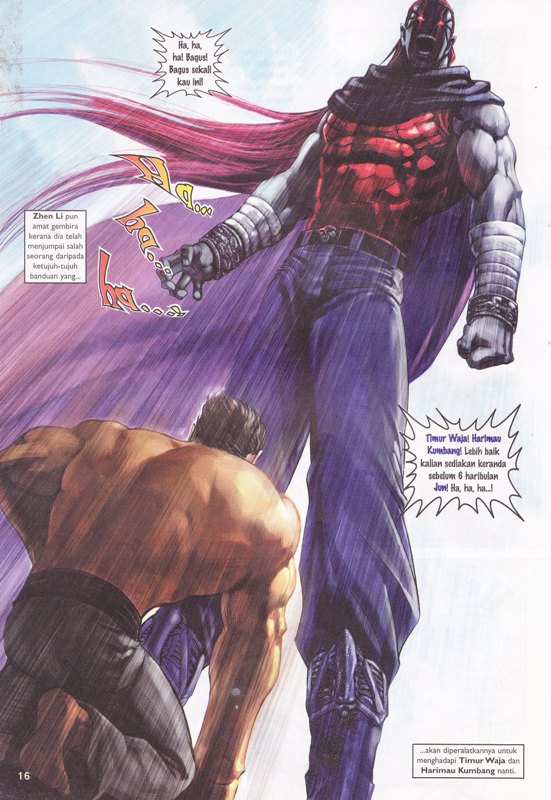 Ha, ha,
ha! Bagus!
Bagus sekali
kau ini!
Ha...
ha...
ha...!
Zhen Li pun
amat gembira
kerana dia telah
menjumpai salah
seorang daripada
ketujuh-tujuh
banduan yang...
Timur Waja! Harimau
Kumbang! Lebih baik
kalian sediakan keranda
sebelum 6 haribulan
Jun! Ha, ha, ha...!
...akan diperalatkannya untuk
menghadapi Timur Waja dan
Harimau Kumbang nanti.
16